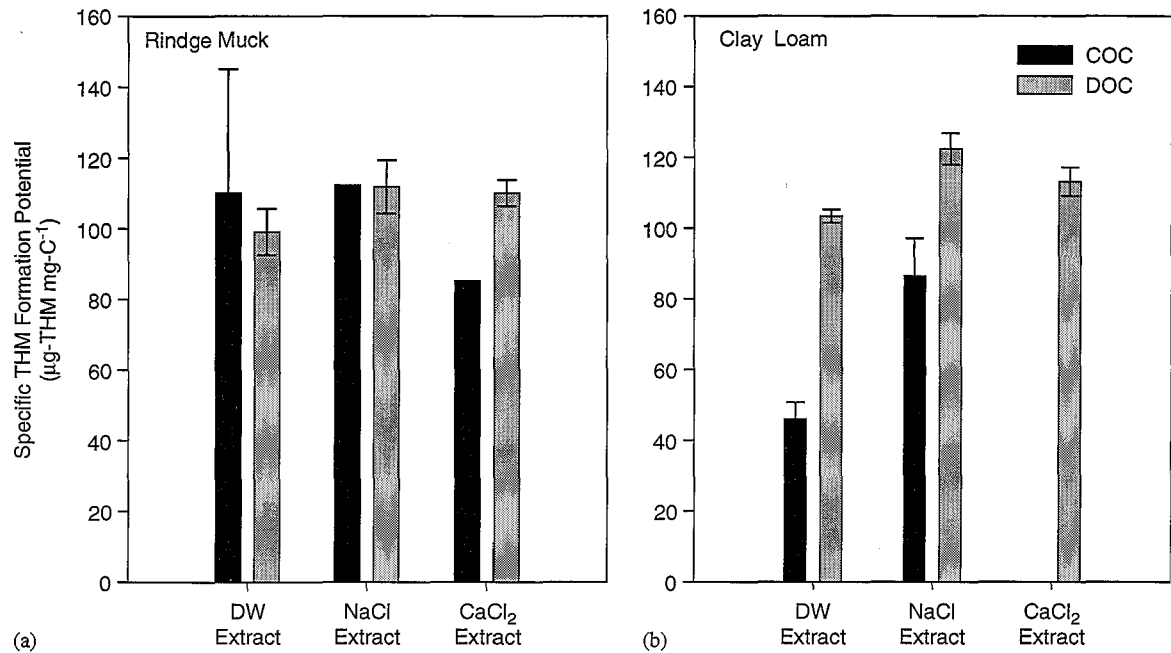 Specific THM Formation Potential
(µg-THM mg-C⁻¹)
160
140
120
100
80
60
40
20
0
Rindge Muck
DW
Extract
NaCl
Extract
CaCl₂
Extract
(a)
160
140
120
100
80
60
40
20
0
Clay Loam
COC
DOC
DW
Extract
NaCl
Extract
CaCl₂
Extract
(b)